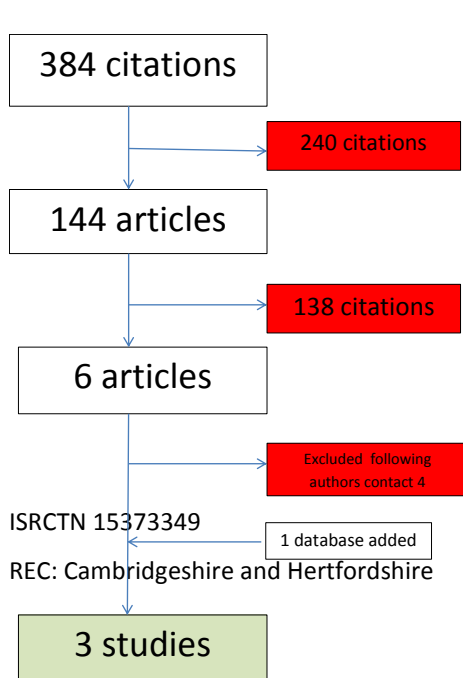 384 citations
240 citations
144 articles
138 citations
6 articles
Excluded following
authors contact 4
ISRCTN 15373349
1 database added
REC: Cambridgeshire and Hertfordshire
3 studies